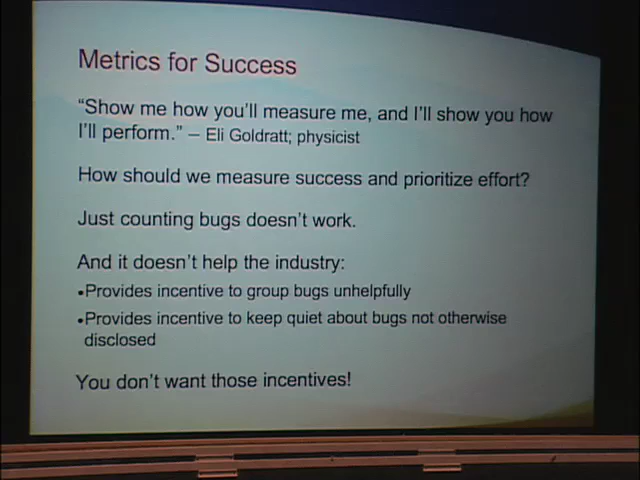 Metrics for Success
“Show me how you’ll measure me, and I’ll show you how
I’ll perform.” – Eli Goldratt; physicist
How should we measure success and prioritize effort?
Just counting bugs doesn’t work.
And it doesn’t help the industry:
•Provides incentive to group bugs unhelpfully
•Provides incentive to keep quiet about bugs not otherwise
disclosed
You don’t want those incentives!